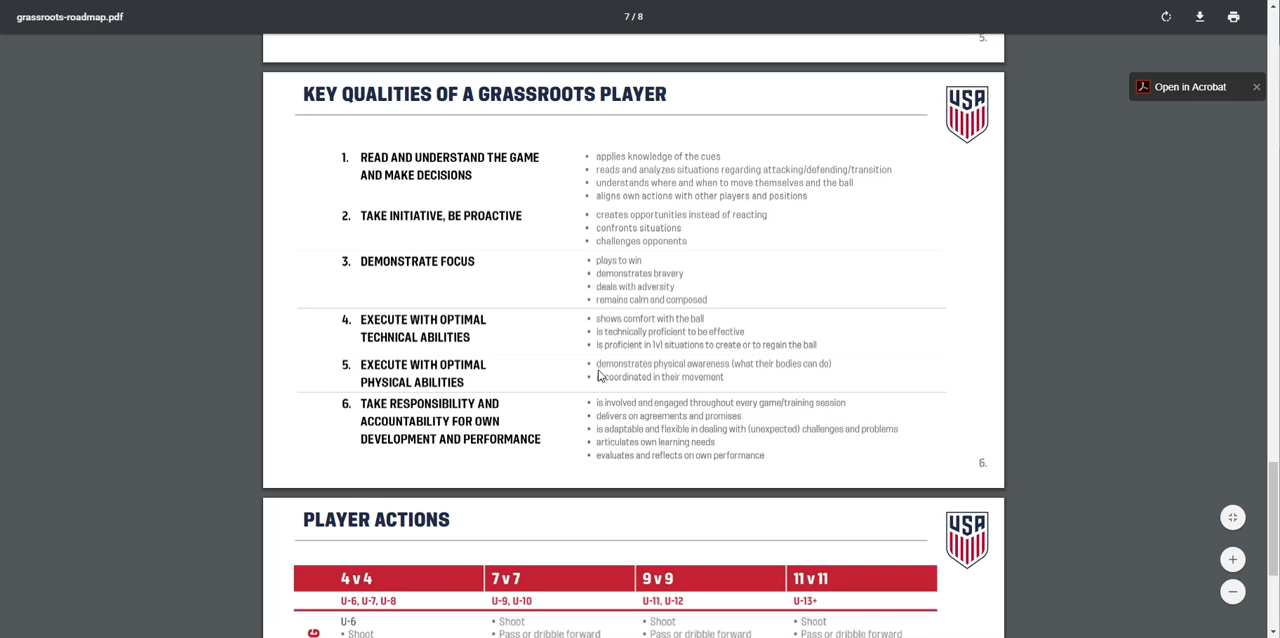 grassroots-roadmap.pdf
7 / 8
5.
Open in Acrobat
KEY QUALITIES OF A GRASSROOTS PLAYER
USA
1. READ AND UNDERSTAND THE GAME
AND MAKE DECISIONS
• applies knowledge of the cues
• reads and analyzes situations regarding attacking/defending/transition
• understands where and when to move themselves and the ball
• aligns own actions with other players and positions
2. TAKE INITIATIVE, BE PROACTIVE
• creates opportunities instead of reacting
• confronts situations
• challenges opponents
3. DEMONSTRATE FOCUS
• plays to win
• demonstrates bravery
• deals with adversity
• remains calm and composed
4. EXECUTE WITH OPTIMAL
TECHNICAL ABILITIES
• shows comfort with the ball
• is technically proficient to be effective
• is proficient in 1v1 situations to create or to regain the ball
5. EXECUTE WITH OPTIMAL
PHYSICAL ABILITIES
• demonstrates physical awareness (what their bodies can do)
• coordinated in their movement
6. TAKE RESPONSIBILITY AND
ACCOUNTABILITY FOR OWN
DEVELOPMENT AND PERFORMANCE
• is involved and engaged throughout every game/training session
• delivers on agreements and promises
• is adaptable and flexible in dealing with (unexpected) challenges and problems
• articulates own learning needs
• evaluates and reflects on own performance
6.
PLAYER ACTIONS
USA
4 v 4 7 v 7 9 v 9 11 v 11
U-6, U-7, U-8 U-9, U-10 U-11, U-12 U-13+
U-6 • Shoot • Shoot • Shoot
• Shoot • Pass or dribble forward • Pass or dribble forward • Pass or dribble forward